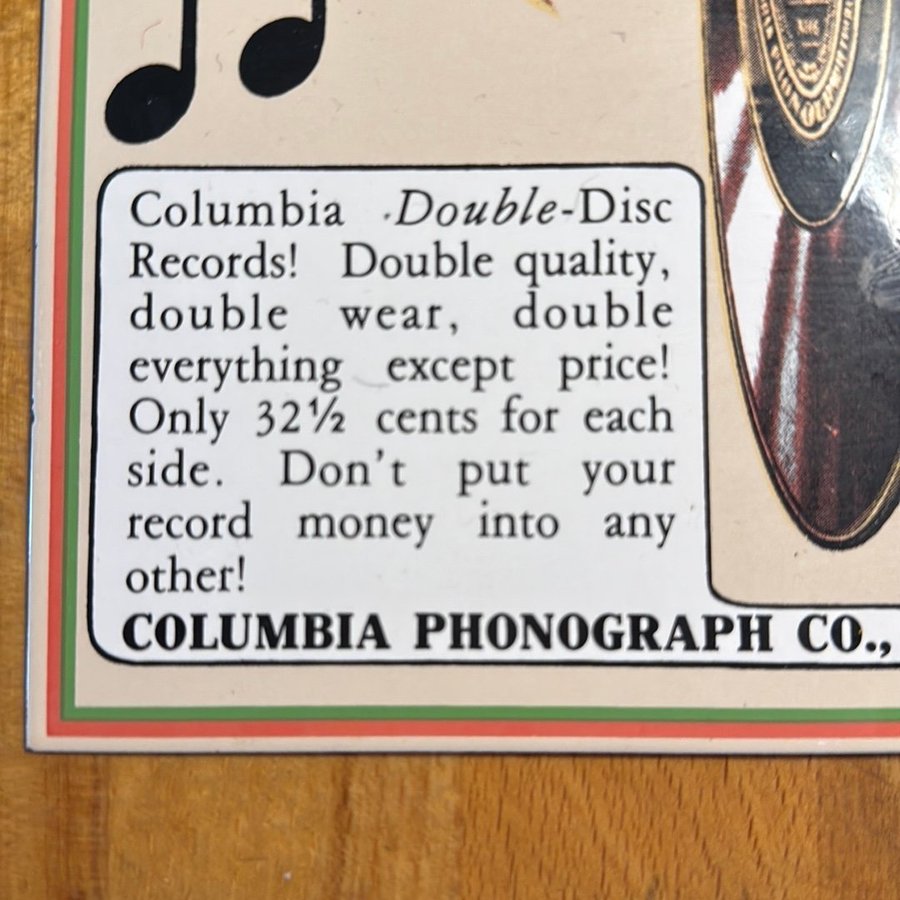 Columbia Double-Disc
Records! Double quality,
double wear, double
everything except price!
Only 32½ cents for each
side. Don't put your
record money into any
other!
COLUMBIA PHONOGRAPH CO.,